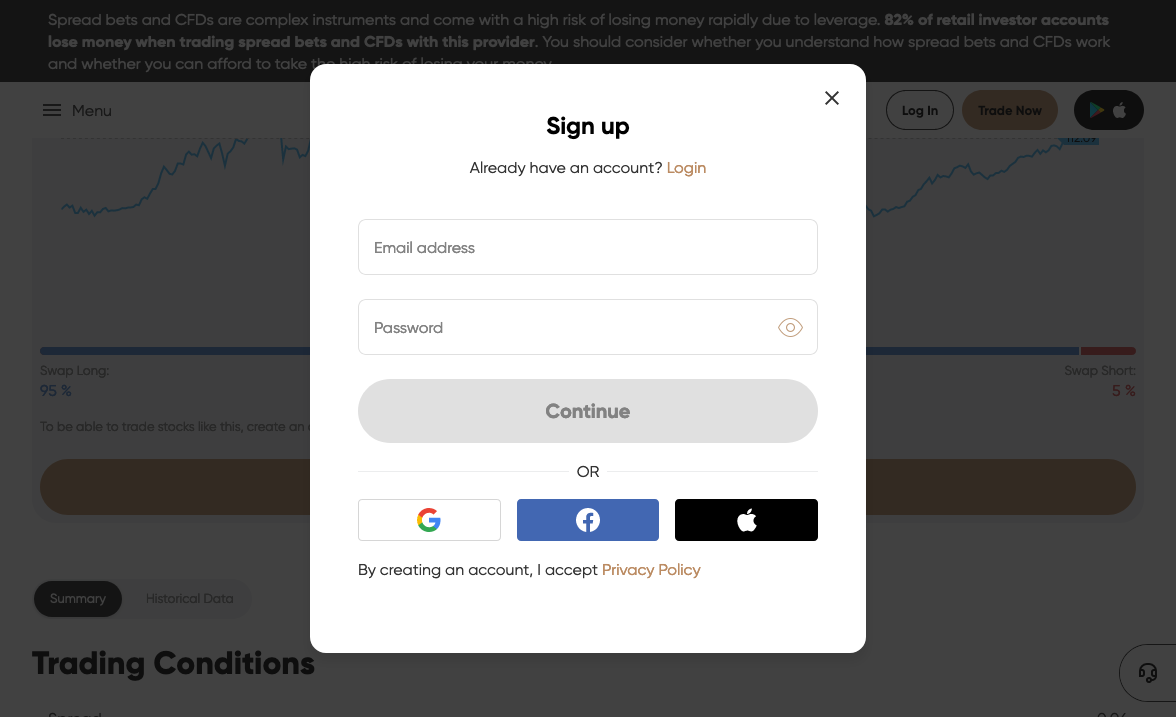 Spread bets and CFDs are complex instruments and come with a high risk of losing money rapidly due to leverage. 82% of retail investor accounts
lose money when trading spread bets and CFDs with this provider. You should consider whether you understand how spread bets and CFDs work
and whether you can afford to take the high risk of losing your money.
Menu
Log In
Trade Now
Sign up
Already have an account? Login
Email address
Password
Continue
OR
By creating an account, I accept Privacy Policy
Swap Long:
95 %
Swap Short:
5 %
To be able to trade stocks like this, create an
Summary
Historical Data
Trading Conditions
Spread